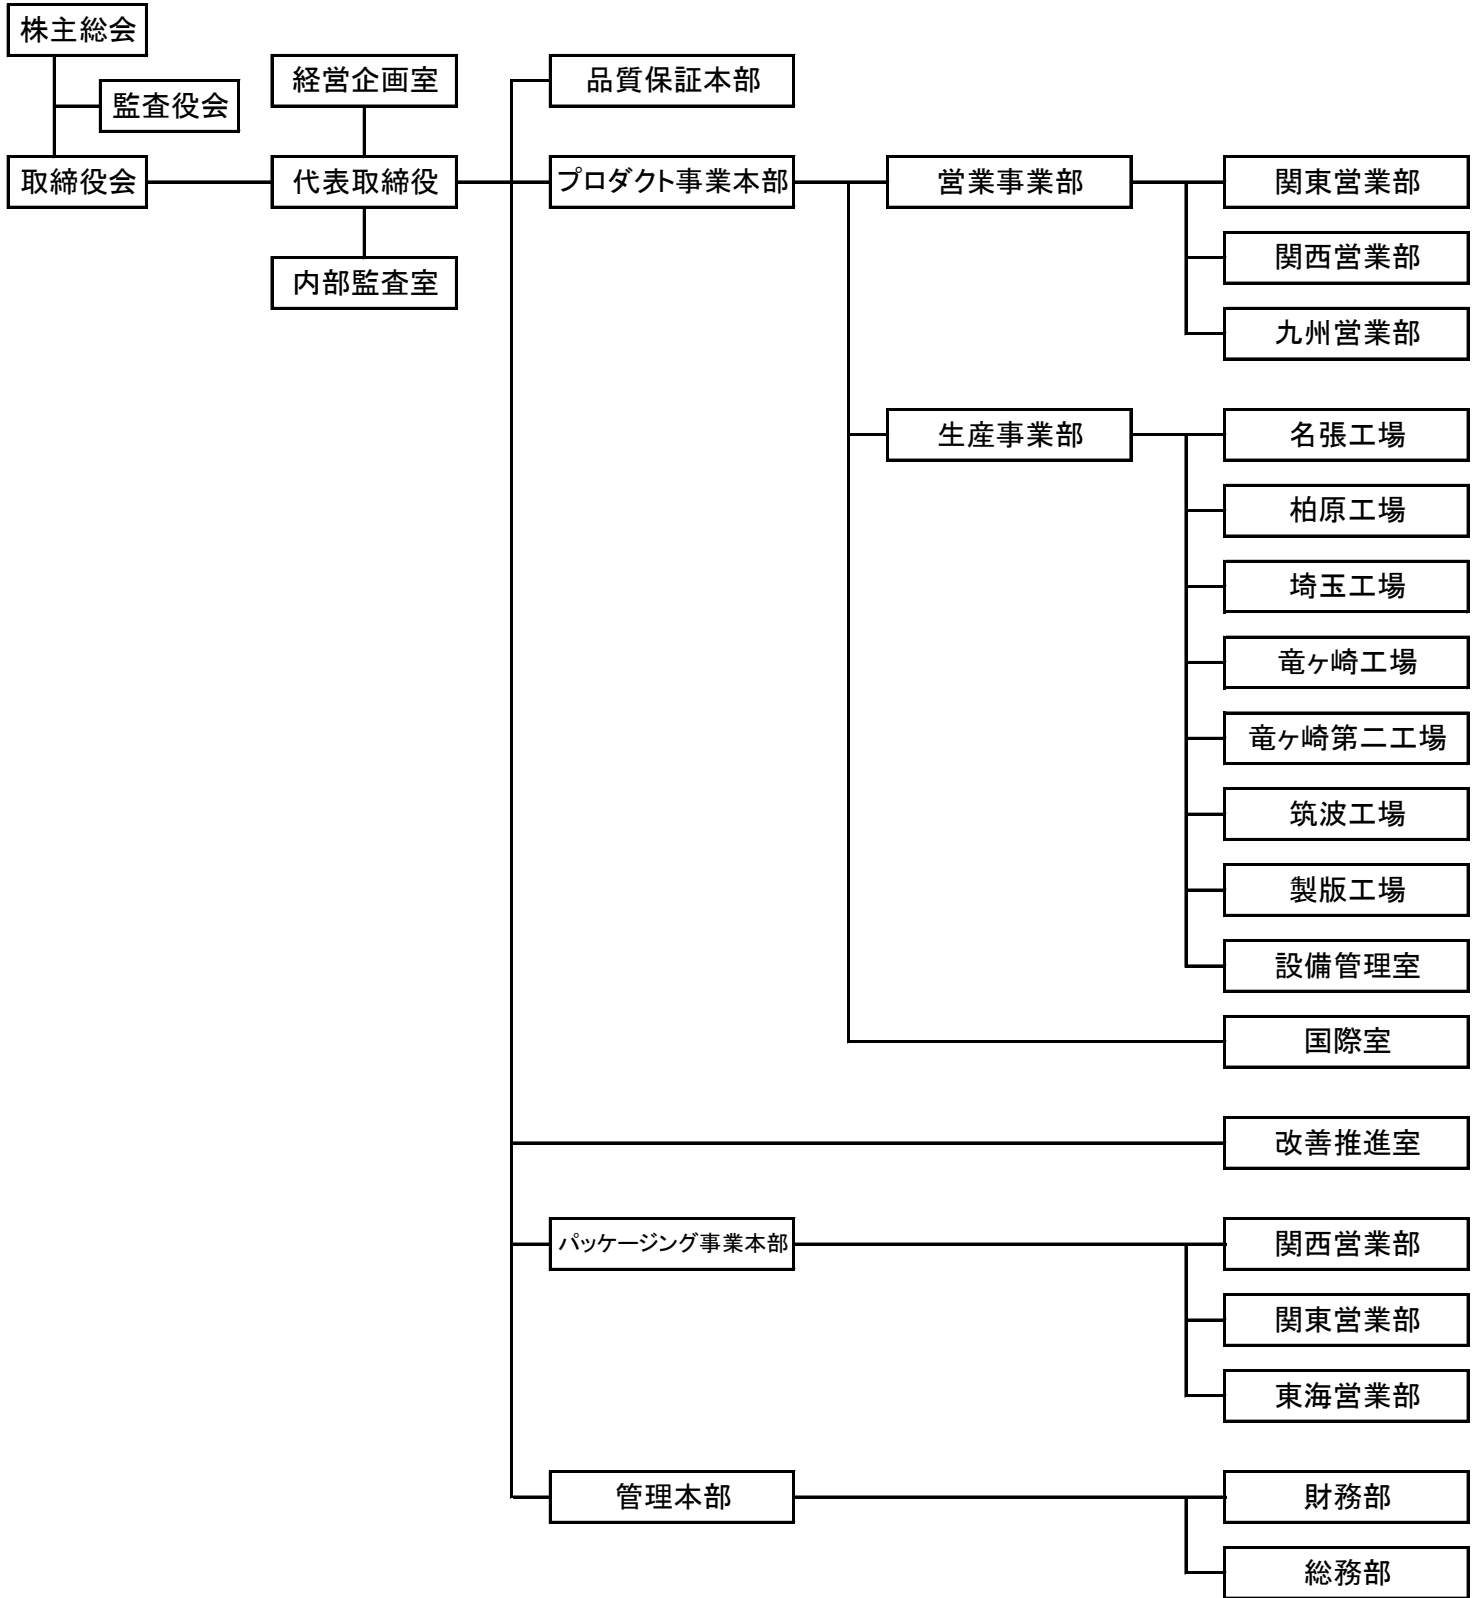 株主総会
監査役会
取締役会
経営企画室
代表取締役
内部監査室
品質保証本部
プロダクト事業本部
営業事業部
関東営業部
関西営業部
九州営業部
生産事業部
名張工場
柏原工場
埼玉工場
竜ヶ崎工場
竜ヶ崎第二工場
筑波工場
製版工場
設備管理室
国際室
改善推進室
パッケージング事業本部
関西営業部
関東営業部
東海営業部
管理本部
財務部
総務部